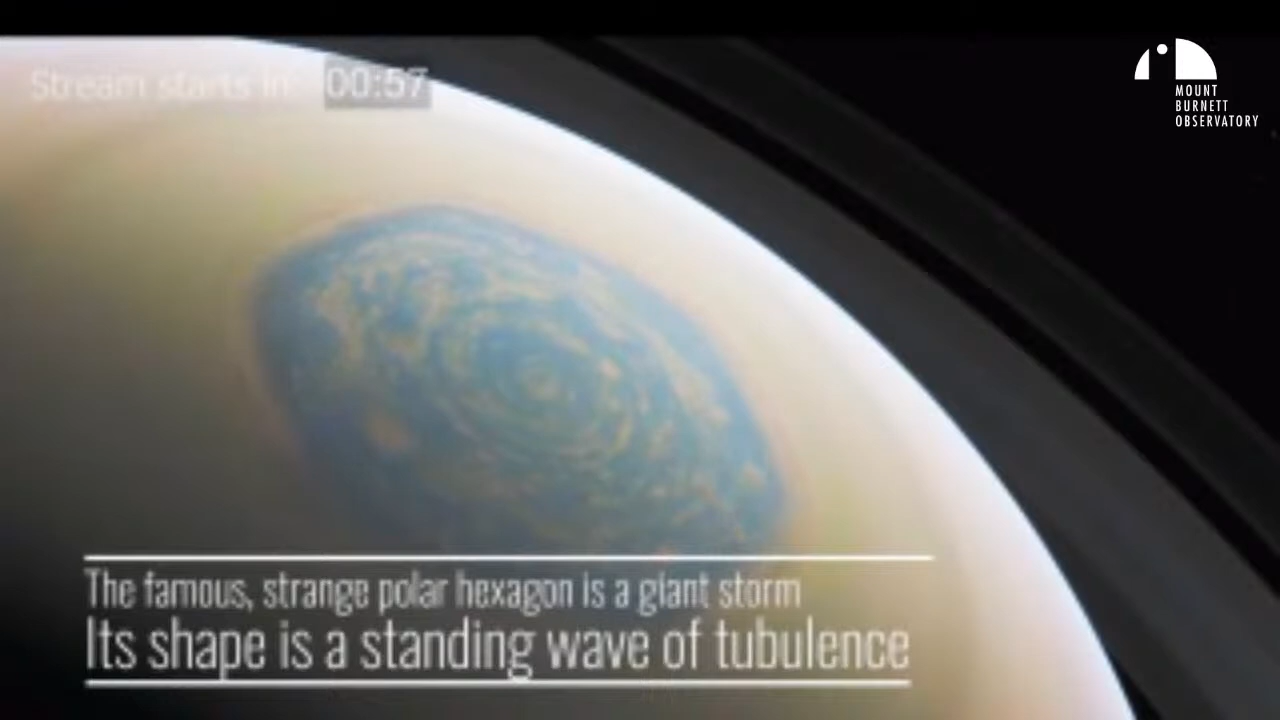 Stream starts in: 00:57
MOUNT
BURNETT
OBSERVATORY
The famous, strange polar hexagon is a giant storm
Its shape is a standing wave of tubulence